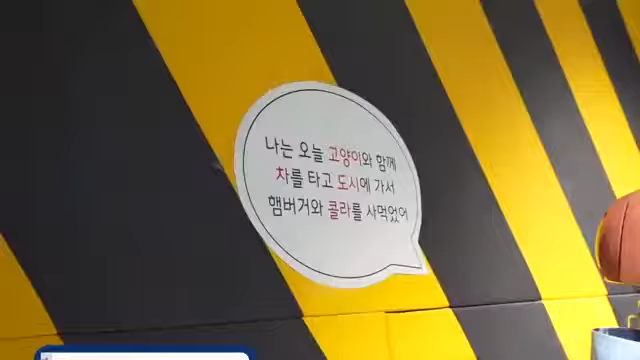 나는 오늘 고양이와 함께
차를 타고 도시에 가서
햄버거와 콜라를 사먹었어